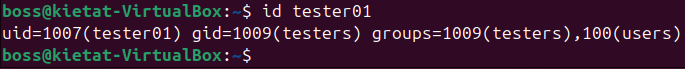 boss@kietat-VirtualBox:~$ id tester01
uid=1007(tester01) gid=1009(testers) groups=1009(testers),100(users)
boss@kietat-VirtualBox:~$